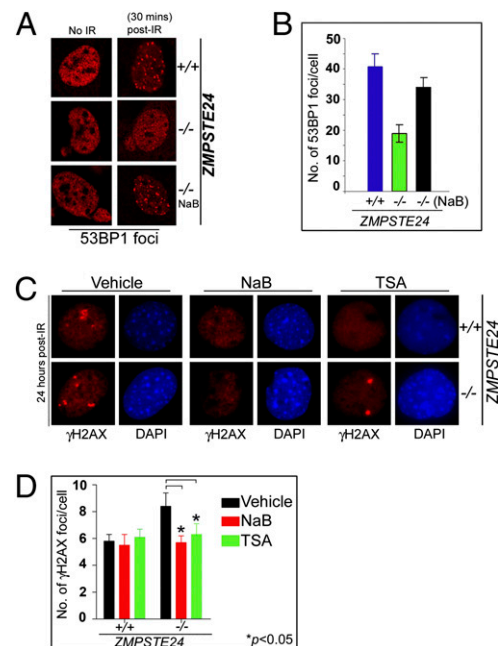 A
No IR
(30 mins)
post-IR
+/+
-/-
-/-
NaB
ZMPSTE24
53BP1 foci
B
No. of 53BP1 foci/cell
50
40
30
20
10
0
+/+ -/- -/- (NaB)
ZMPSTE24
C
Vehicle NaB TSA
24 hours post-IR
+/+
-/-
ZMPSTE24
γH2AX DAPI γH2AX DAPI γH2AX DAPI
D
No. of γH2AX foci/cell
10
8
6
4
2
0
Vehicle
NaB
TSA
* *
+/+ -/-
ZMPSTE24
*p<0.05